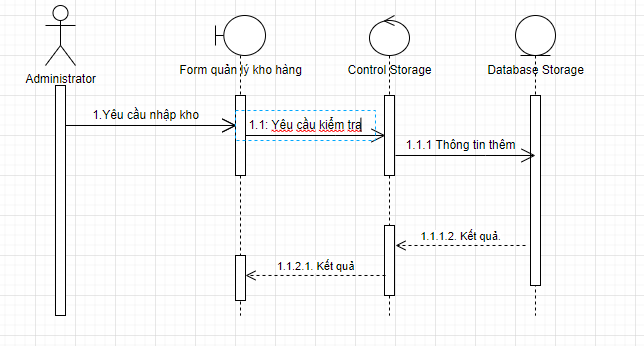 Administrator
Form quản lý kho hàng
Control Storage
Database Storage
1.Yêu cầu nhập kho
1.1: Yêu cầu kiểm tra
1.1.1 Thông tin thêm
1.1.1.2. Kết quả.
1.1.2.1. Kết quả